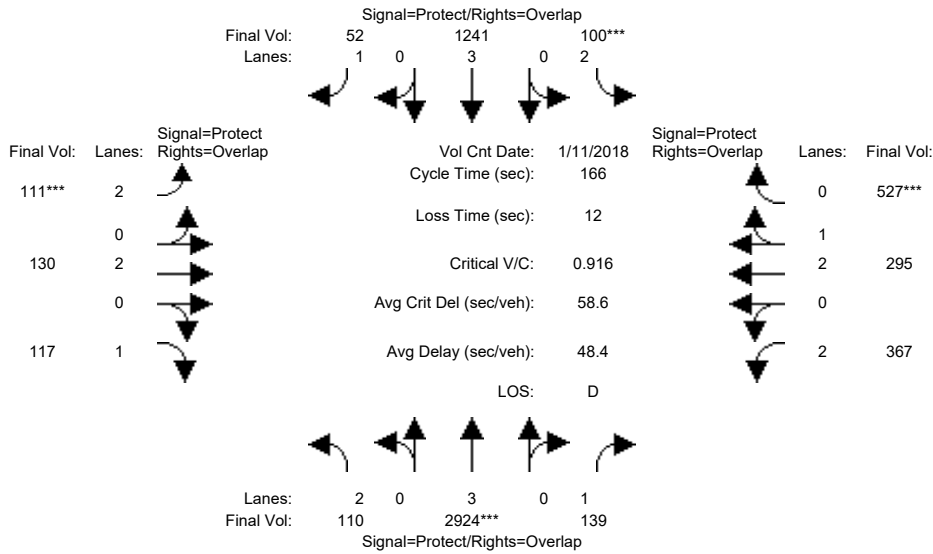 Signal=Protect/Rights=Overlap
Final Vol: 52 1241 100***
Lanes: 1 0 3 0 2
Signal=Protect
Final Vol: Lanes: Rights=Overlap
Vol Cnt Date: 1/11/2018
Signal=Protect
Rights=Overlap Lanes: Final Vol:
Cycle Time (sec): 166
111*** 2
0 527***
Loss Time (sec): 12
0
1
130 2
Critical V/C: 0.916
2 295
0
Avg Crit Del (sec/veh): 58.6
0
117 1
Avg Delay (sec/veh): 48.4
2 367
LOS: D
Lanes: 2 0 3 0 1
Final Vol: 110 2924*** 139
Signal=Protect/Rights=Overlap